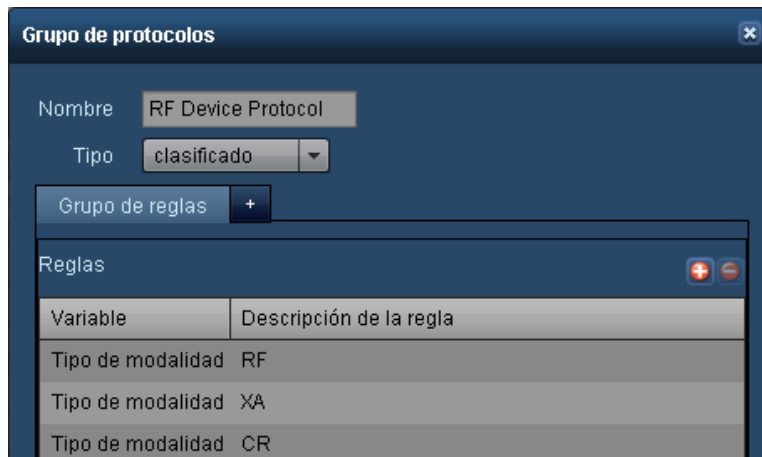 Grupo de protocolos
Nombre RF Device Protocol
Tipo clasificado
Grupo de reglas +
Reglas
Variable Descripción de la regla
Tipo de modalidad RF
Tipo de modalidad XA
Tipo de modalidad CR